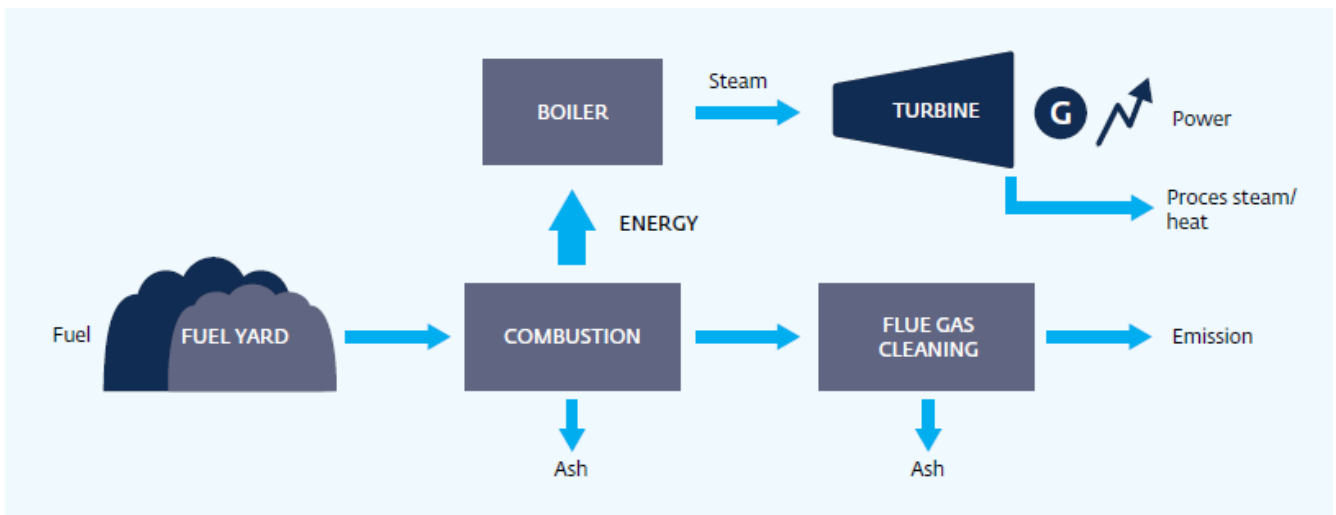 BOILER
Steam
TURBINE
G
Power
Proces steam/
heat
ENERGY
Fuel
FUEL YARD
COMBUSTION
FLUE GAS
CLEANING
Emission
Ash
Ash